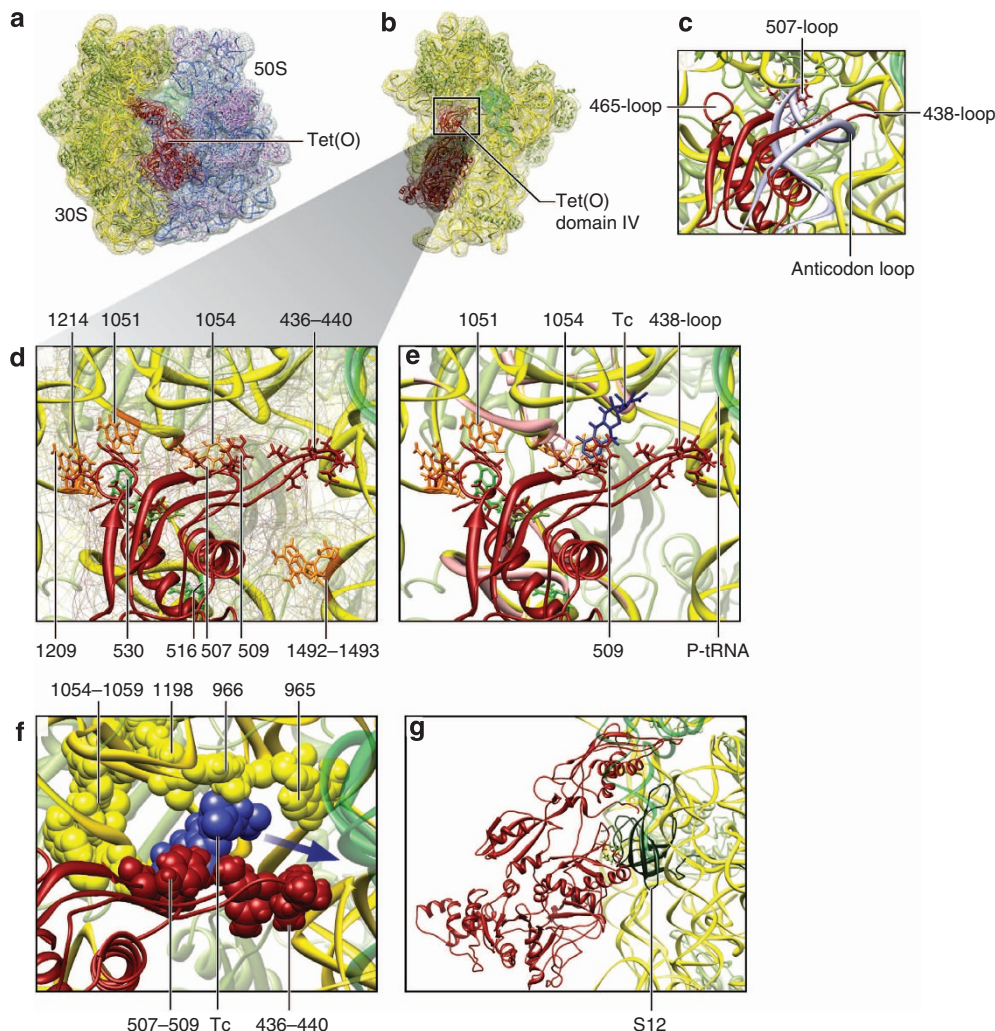 a
50S
Tet(O)
30S
b
Tet(O)
domain IV
c
507-loop
465-loop
438-loop
Anticodon loop
d
1214 1051 1054 436–440
1209 530 516 507 509 1492–1493
e
1051 1054 Tc 438-loop
509 P-tRNA
f
1054–1059 1198 966 965
507–509 Tc 436–440
g
S12